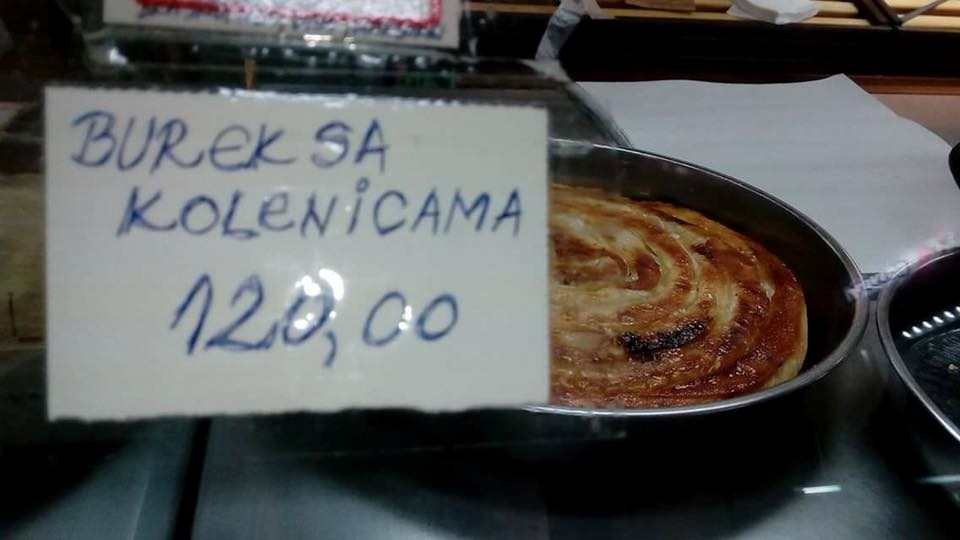 BUREK SA
KOLENICAMA
120,00